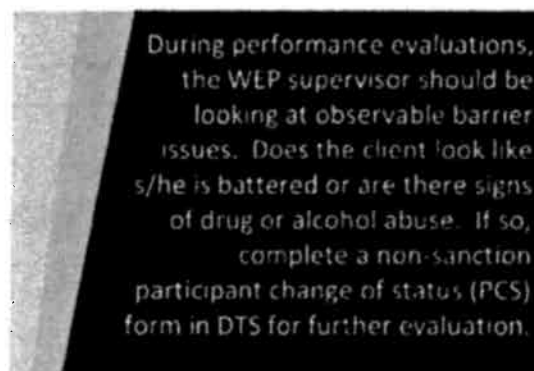 During performance evaluations,
the WEP supervisor should be
looking at observable barrier
issues. Does the client look like
s/he is battered or are there signs
of drug or alcohol abuse. If so,
complete a non-sanction
participant change of status (PCS)
form in DTS for further evaluation.